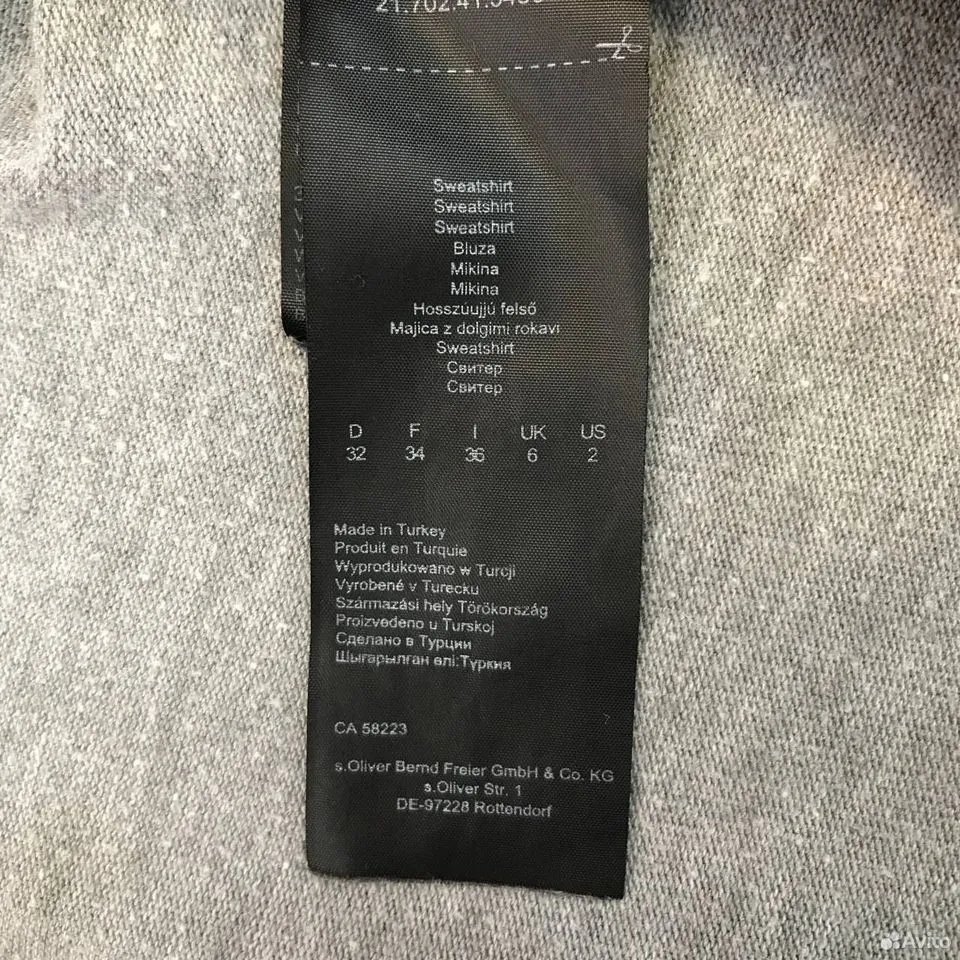 Sweatshirt
Sweatshirt
Sweatshirt
Bluza
Mikina
Mikina
Hosszúujjú felső
Majica z dolgimi rokavi
Sweatshirt
Свитер
Свитер
D F I UK US
32 34 36 6 2
Made in Turkey
Produit en Turquie
Wyprodukowano w Turcji
Vyrobené v Turecku
Származási hely Törökország
Proizvedeno u Turskoj
Сделано в Турции
Шығарылған елі:Түркия
CA 58223
s.Oliver Bernd Freier GmbH & Co. KG
s.Oliver Str. 1
DE-97228 Rottendorf
Avito